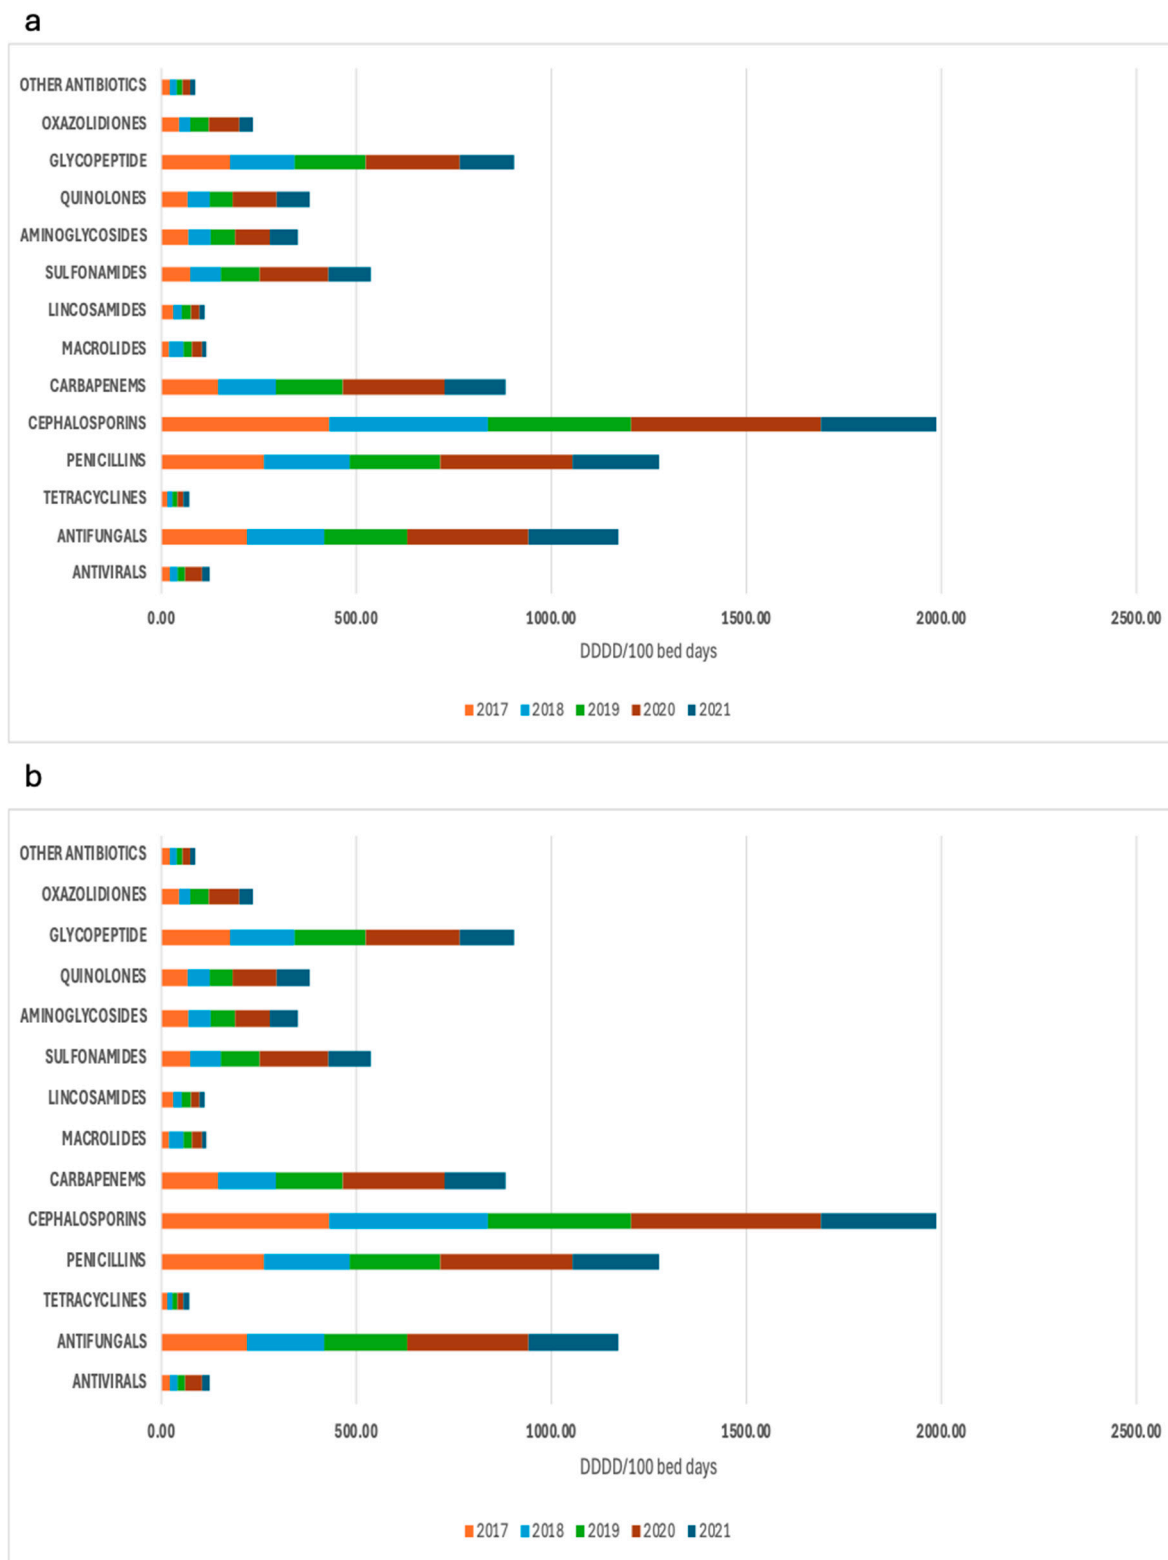 a
OTHER ANTIBIOTICS
OXAZOLIDIONES
GLYCOPEPTIDE
QUINOLONES
AMINOGLYCOSIDES
SULFONAMIDES
LINCOSAMIDES
MACROLIDES
CARBAPENEMS
CEPHALOSPORINS
PENICILLINS
TETRACYCLINES
ANTIFUNGALS
ANTIVIRALS
0.00 500.00 1000.00 1500.00 2000.00 2500.00
DDDD/100 bed days
2017 2018 2019 2020 2021
b
OTHER ANTIBIOTICS
OXAZOLIDIONES
GLYCOPEPTIDE
QUINOLONES
AMINOGLYCOSIDES
SULFONAMIDES
LINCOSAMIDES
MACROLIDES
CARBAPENEMS
CEPHALOSPORINS
PENICILLINS
TETRACYCLINES
ANTIFUNGALS
ANTIVIRALS
0.00 500.00 1000.00 1500.00 2000.00 2500.00
DDDD/100 bed days
2017 2018 2019 2020 2021